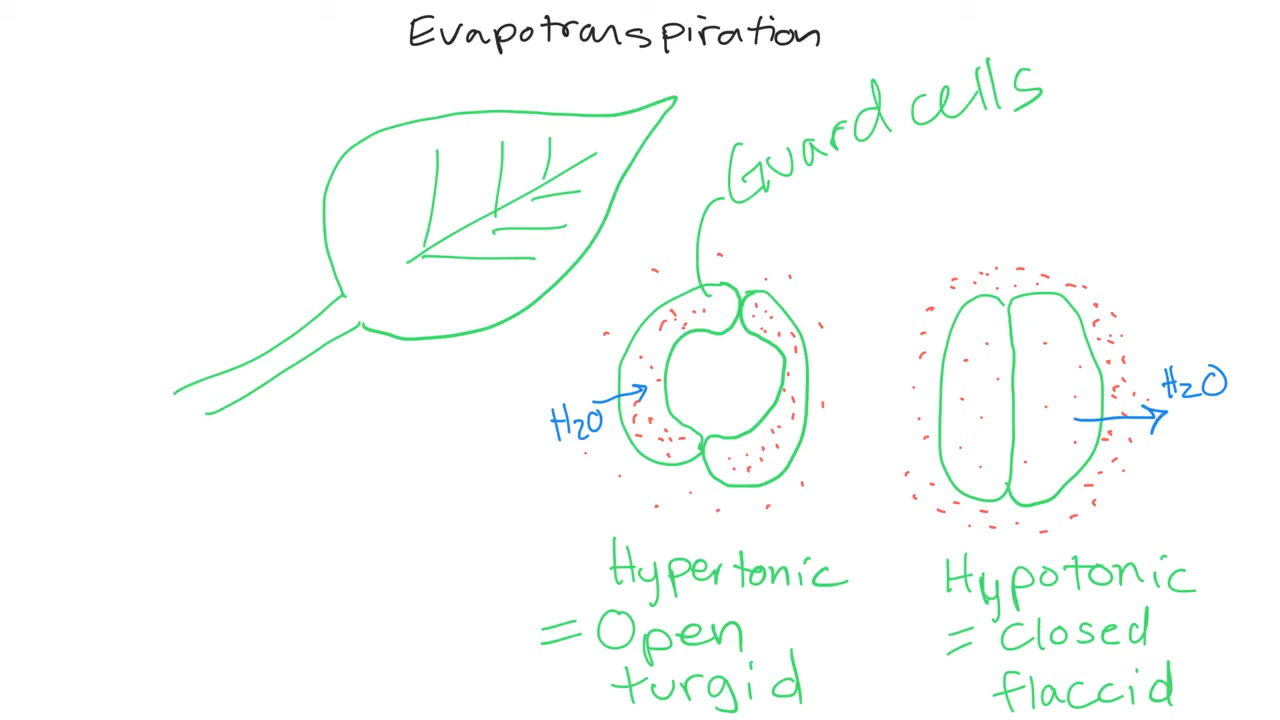 Evapotranspiration
Guard cells
H2O
H2O
Hypertonic
= Open
turgid
Hypotonic
= closed
flaccid